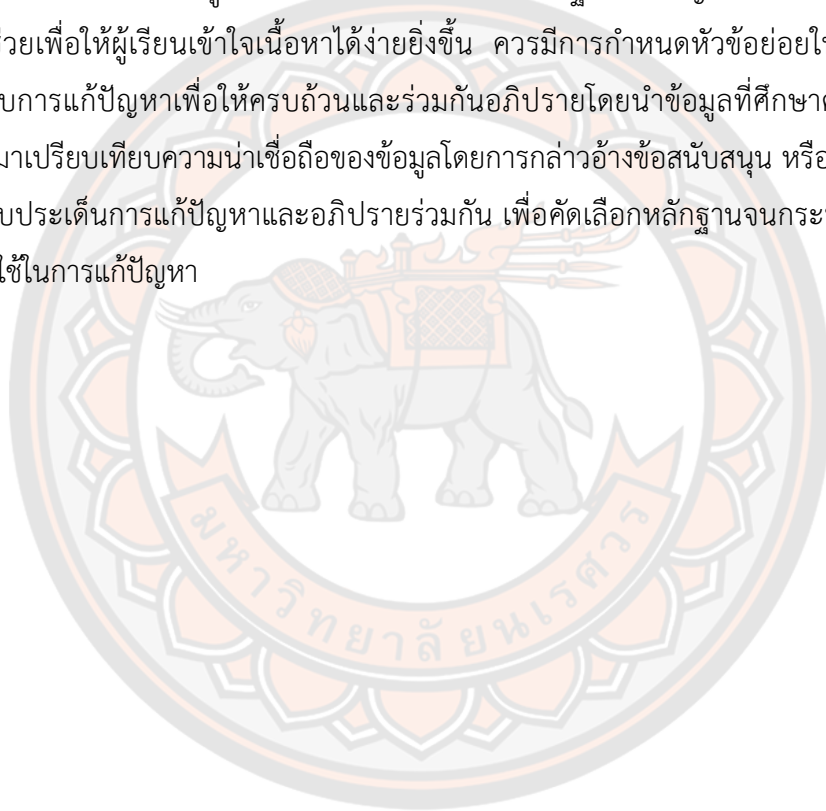 ช่วยเพื่อให้ผู้เรียนเข้าใจเนื้อหาได้ง่ายยิ่งขึ้น ควรมีการกำหนดหัวข้อย่อย
การแก้ปัญหาเพื่อให้ครบถ้วนและร่วมกันอภิปรายโดยนำข้อมูลที่ศึกษา
มาเปรียบเทียบความน่าเชื่อถือของข้อมูลโดยการกล่าวอ้างข้อสนับสนุน หรือ
ประเด็นการแก้ปัญหาและอภิปรายร่วมกัน เพื่อคัดเลือกหลักฐานจน
ใช้ในการแก้ปัญหา
มหาวิทยาลัยนเรศวร